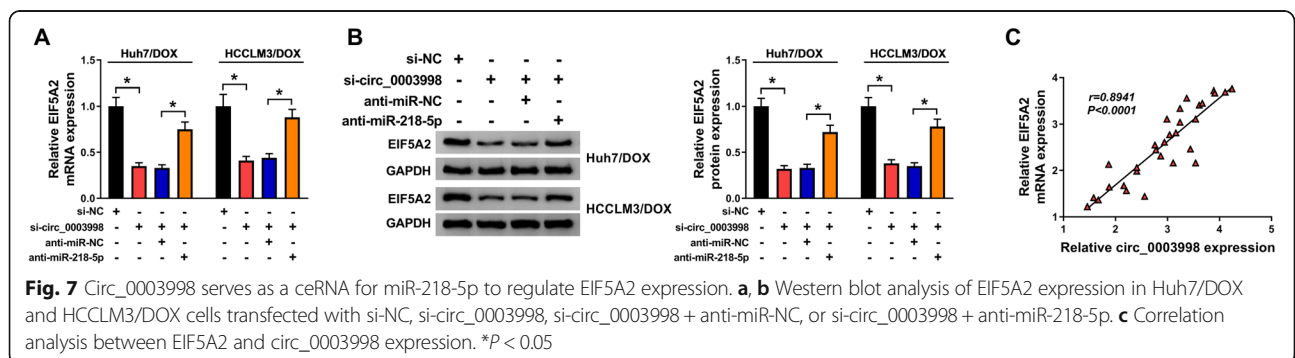 A
Huh7/DOX
HCCLM3/DOX
Relative EIF5A2
mRNA expression
1.5
1.0
0.5
0.0
*
*
*
*
si-NC + - - - + - - -
si-circ_0003998 - + + + - + + +
anti-miR-NC - - + - - - + -
anti-miR-218-5p - - - + - - - +
B
si-NC + - - -
si-circ_0003998 - + + +
anti-miR-NC - - + -
anti-miR-218-5p - - - +
EIF5A2
Huh7/DOX
GAPDH
EIF5A2
HCCLM3/DOX
GAPDH
Huh7/DOX
HCCLM3/DOX
Relative EIF5A2
protein expression
1.5
1.0
0.5
0.0
*
*
*
*
si-NC + - - - + - - -
si-circ_0003998 - + + + - + + +
anti-miR-NC - - + - - - + -
anti-miR-218-5p - - - + - - - +
C
r=0.8941
P<0.0001
Relative EIF5A2
mRNA expression
4
3
2
1
1 2 3 4 5
Relative circ_0003998 expression
Fig. 7 Circ_0003998 serves as a ceRNA for miR-218-5p to regulate EIF5A2 expression. a, b Western blot analysis of EIF5A2 expression in Huh7/DOX
and HCCLM3/DOX cells transfected with si-NC, si-circ_0003998, si-circ_0003998 + anti-miR-NC, or si-circ_0003998 + anti-miR-218-5p. c Correlation
analysis between EIF5A2 and circ_0003998 expression. *P < 0.05